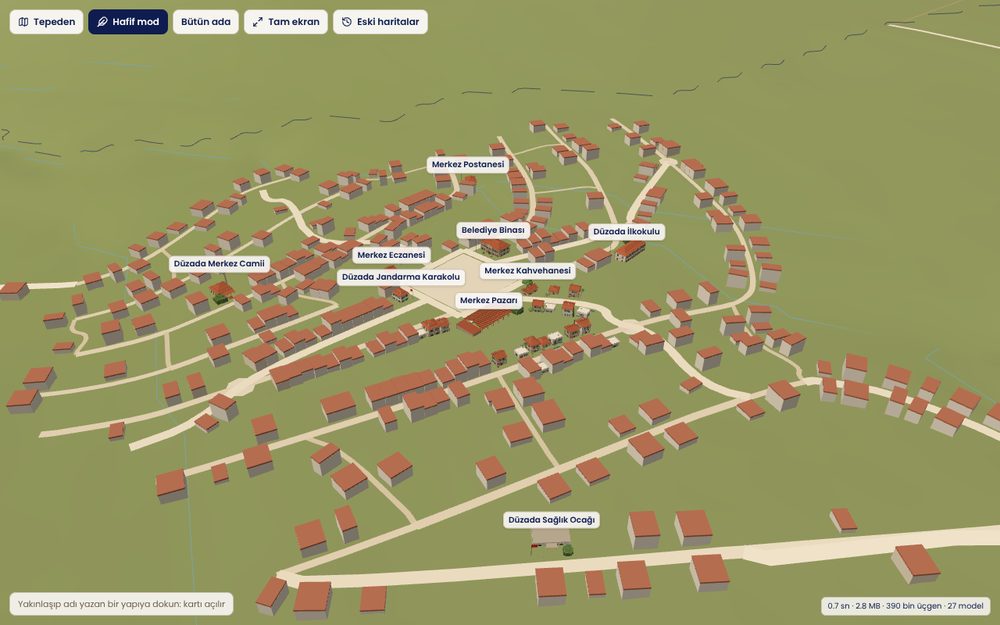 Tepeden
Hafif mod
Bütün ada
Tam ekran
Eski haritalar
Merkez Postanesi
Belediye Binası
Düzada İlkokulu
Merkez Eczanesi
Düzada Merkez Camii
Merkez Kahvehanesi
Düzada Jandarma Karakolu
Merkez Pazarı
Düzada Sağlık Ocağı
Yakınlaşıp adı yazan bir yapıya dokun: kartı açılır
0.7 sn · 2.8 MB · 390 bin üçgen · 27 model